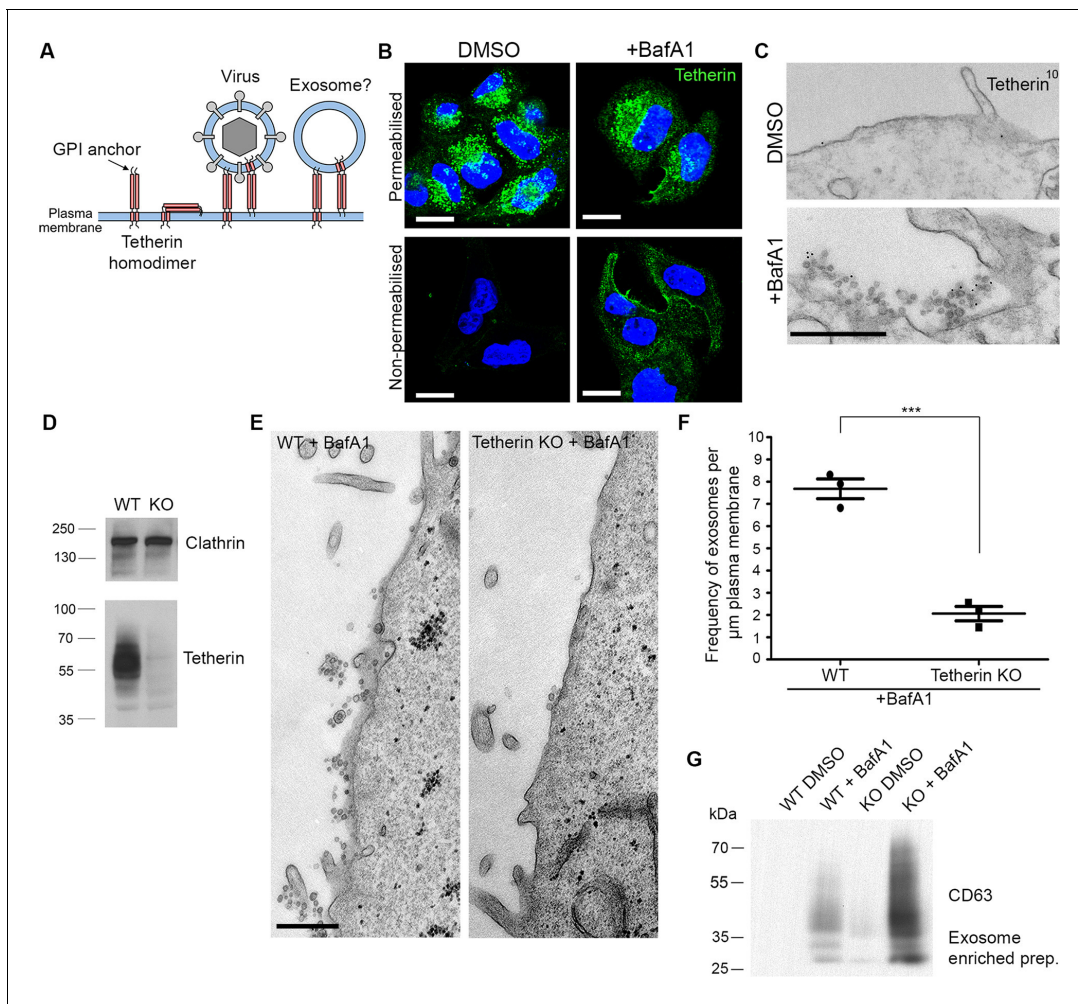 A
Virus
Exosome?
GPI anchor
Plasma
membrane
Tetherin
homodimer
B
DMSO
+BafA1
Tetherin
Permeabilised
Non-permeabilised
C
Tetherin10
DMSO
+BafA1
D
WT KO
250
130
Clathrin
100
70
55
35
Tetherin
E
WT + BafA1
Tetherin KO + BafA1
F
***
Frequency of exosomes per
µm plasma membrane
10
9
8
7
6
5
4
3
2
1
0
WT
Tetherin KO
+BafA1
G
WT DMSO
WT + BafA1
KO DMSO
KO + BafA1
kDa
70
55
35
25
CD63
Exosome
enriched prep.